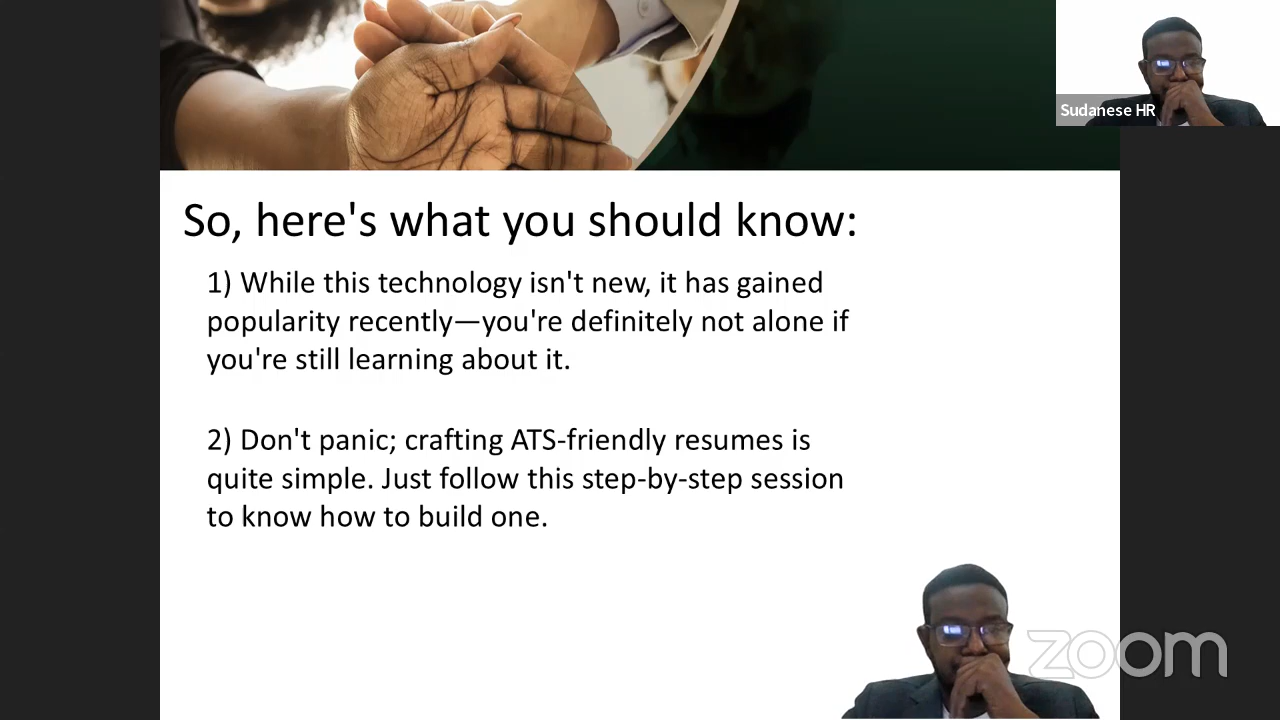 Sudanese HR
So, here's what you should know:
1) While this technology isn't new, it has gained
popularity recently—you're definitely not alone if
you're still learning about it.
2) Don't panic; crafting ATS-friendly resumes is
quite simple. Just follow this step-by-step session
to know how to build one.
zoom